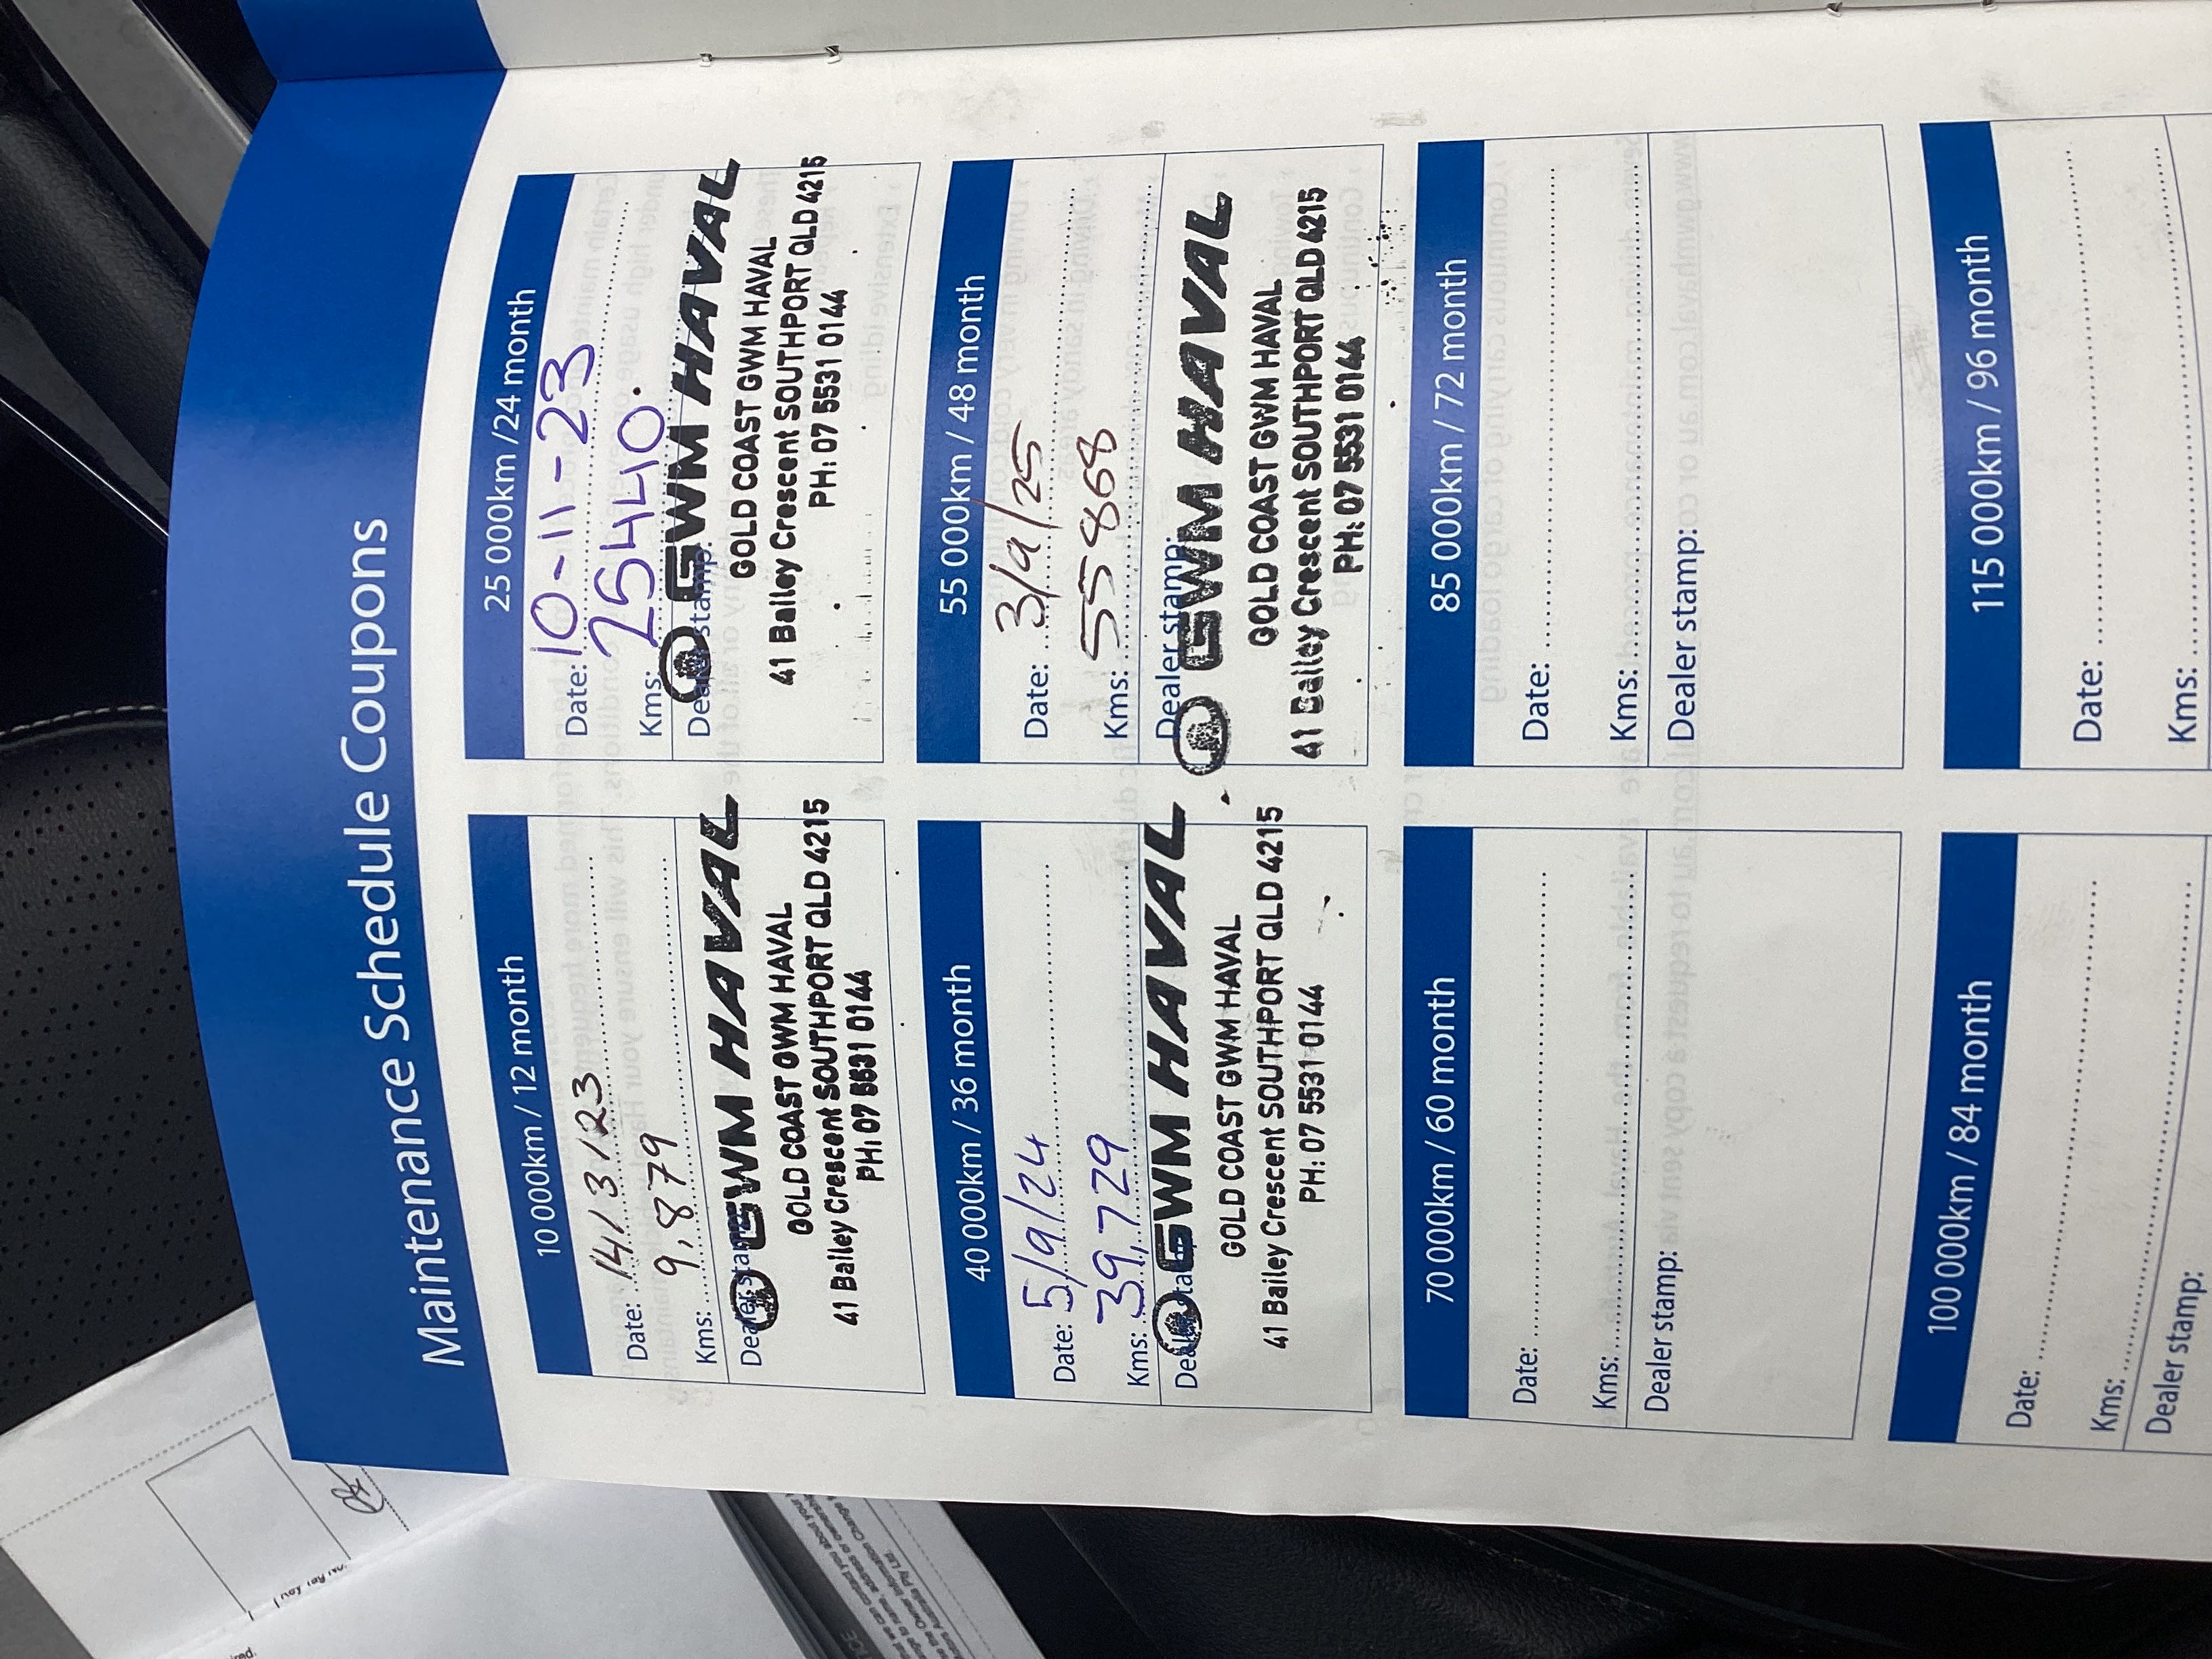 Maintenance Schedule Coupons
10 000km / 12 month
Date: 14/3/23
Kms: 9,879
Dealer stamp:
GWM HAVAL
GOLD COAST GWM HAVAL
41 Bailey Crescent SOUTHPORT QLD 4215
PH: 07 5531 0144
25 000km /24 month
Date: 10-11-23
Kms: 25440.
Dealer stamp:
GWM HAVAL
GOLD COAST GWM HAVAL
41 Bailey Crescent SOUTHPORT QLD 4215
PH: 07 5531 0144
40 000km / 36 month
Date: 5/9/24
Kms: 39,729
Dealer stamp:
GWM HAVAL
GOLD COAST GWM HAVAL
41 Bailey Crescent SOUTHPORT QLD 4215
PH: 07 5531 0144
55 000km / 48 month
Date: 3/9/25
Kms: 55868
Dealer stamp:
GWM HAVAL
GOLD COAST GWM HAVAL
41 Bailey Crescent SOUTHPORT QLD 4215
PH: 07 5531 0144
70 000km / 60 month
Date:
Kms:
Dealer stamp:
85 000km / 72 month
Date:
Kms:
Dealer stamp:
100 000km / 84 month
Date:
Kms:
Dealer stamp:
115 000km / 96 month
Date:
Kms: